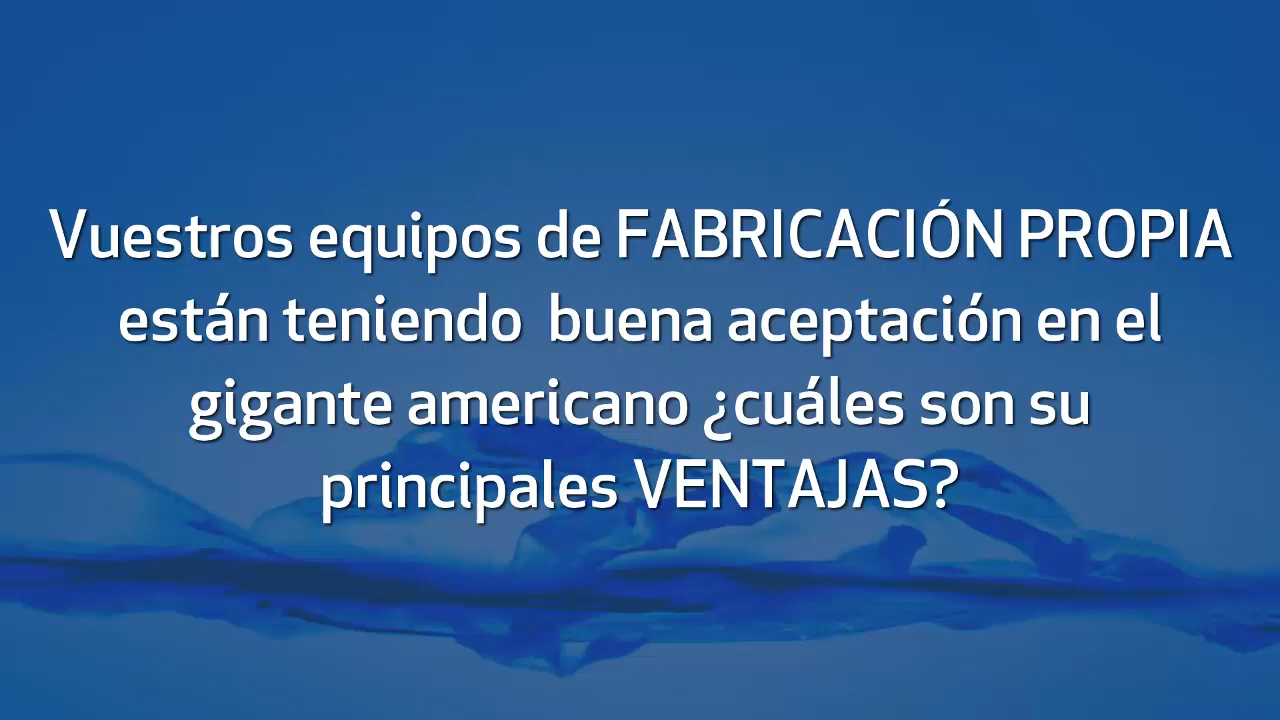 Vuestros equipos de FABRICACIÓN PROPIA
están teniendo  buena aceptación en el
gigante americano ¿cuáles son su
principales VENTAJAS?